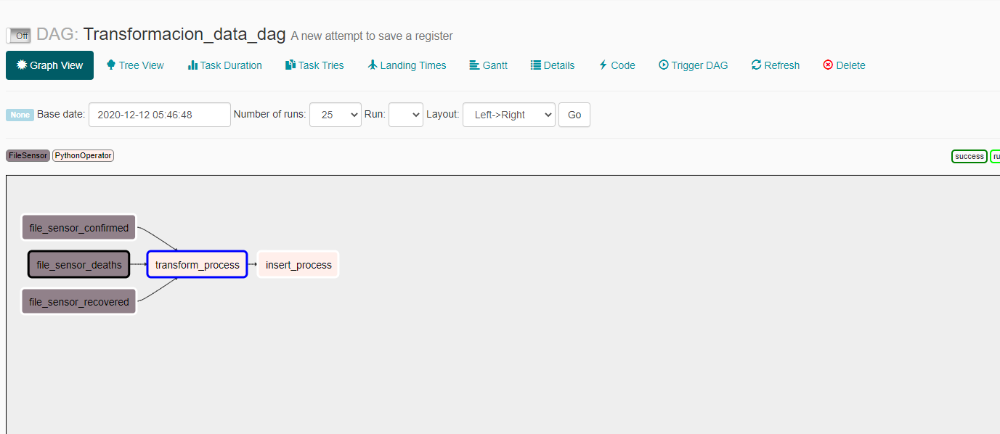 Off DAG: Transformacion_data_dag A new attempt to save a register
Graph View Tree View Task Duration Task Tries Landing Times Gantt Details Code Trigger DAG Refresh Delete
None Base date: 2020-12-12 05:46:48 Number of runs: 25 Run: Layout: Left->Right Go
FileSensor PythonOperator success ru
file_sensor_confirmed
file_sensor_deaths transform_process insert_process
file_sensor_recovered